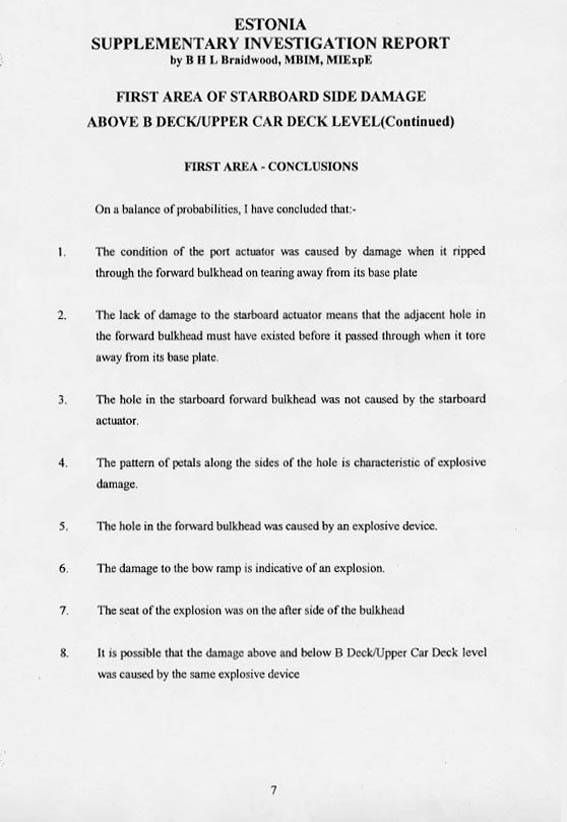 ESTONIA
SUPPLEMENTARY INVESTIGATION REPORT
by B H L Braidwood, MBIM, MIExpE
FIRST AREA OF STARBOARD SIDE DAMAGE
ABOVE B DECK/UPPER CAR DECK LEVEL(Continued)
FIRST AREA - CONCLUSIONS
On a balance of probabilities, I have concluded that:-
1. The condition of the port actuator was caused by damage when it ripped
through the forward bulkhead on tearing away from its base plate
2. The lack of damage to the starboard actuator means that the adjacent hole in
the forward bulkhead must have existed before it passed through when it tore
away from its base plate.
3. The hole in the starboard forward bulkhead was not caused by the starboard
actuator.
4. The pattern of petals along the sides of the hole is characteristic of explosive
damage.
5. The hole in the forward bulkhead was caused by an explosive device.
6. The damage to the bow ramp is indicative of an explosion.
7. The seat of the explosion was on the after side of the bulkhead
8. It is possible that the damage above and below B Deck/Upper Car Deck level
was caused by the same explosive device
7